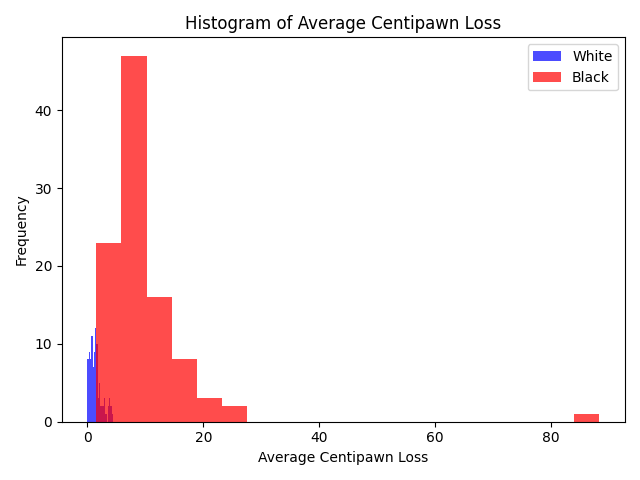 Histogram of Average Centipawn Loss
White
Black
Frequency
40
30
20
10
0
0 20 40 60 80
Average Centipawn Loss